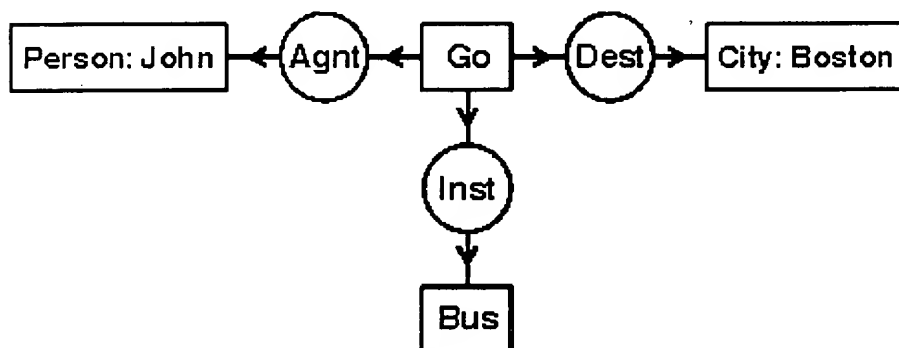 Person: John
Agnt
Go
Dest
City: Boston
Inst
Bus